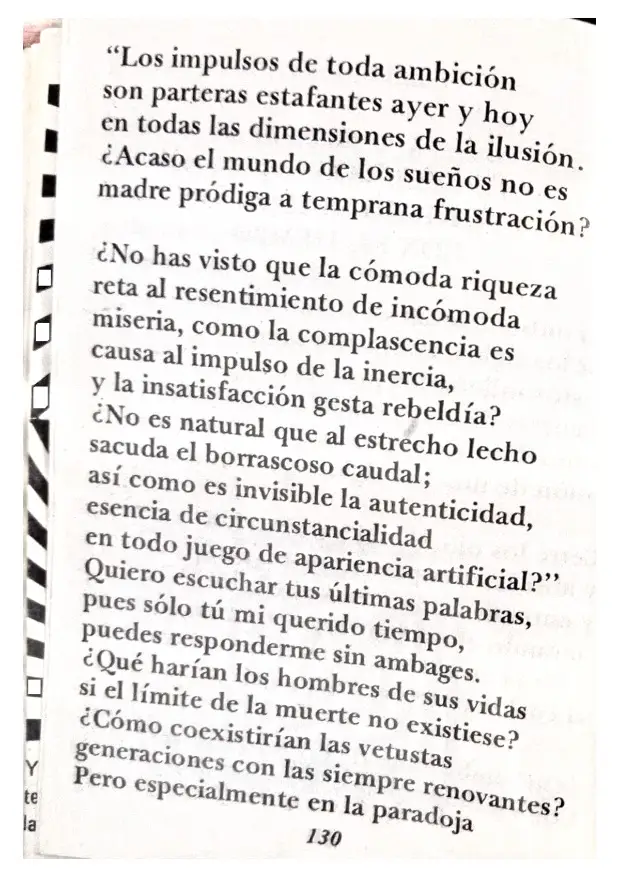 “Los impulsos de toda ambición
son parteras estafantes ayer y hoy
en todas las dimensiones de la ilusión.
¿Acaso el mundo de los sueños no es
madre pródiga a temprana frustración?
¿No has visto que la cómoda riqueza
reta al resentimiento de incómoda
miseria, como la complascencia es
causa al impulso de la inercia,
y la insatisfacción gesta rebeldía?
¿No es natural que al estrecho lecho
sacuda el borrascoso caudal;
así como es invisible la autenticidad,
esencia de circunstancialidad
en todo juego de apariencia artificial?”
Quiero escuchar tus últimas palabras,
pues sólo tú mi querido tiempo,
puedes responderme sin ambages.
¿Qué harían los hombres de sus vidas
si el límite de la muerte no existiese?
¿Cómo coexistirían las vetustas
generaciones con las siempre renovantes?
Pero especialmente en la paradoja
130
Y
te
la